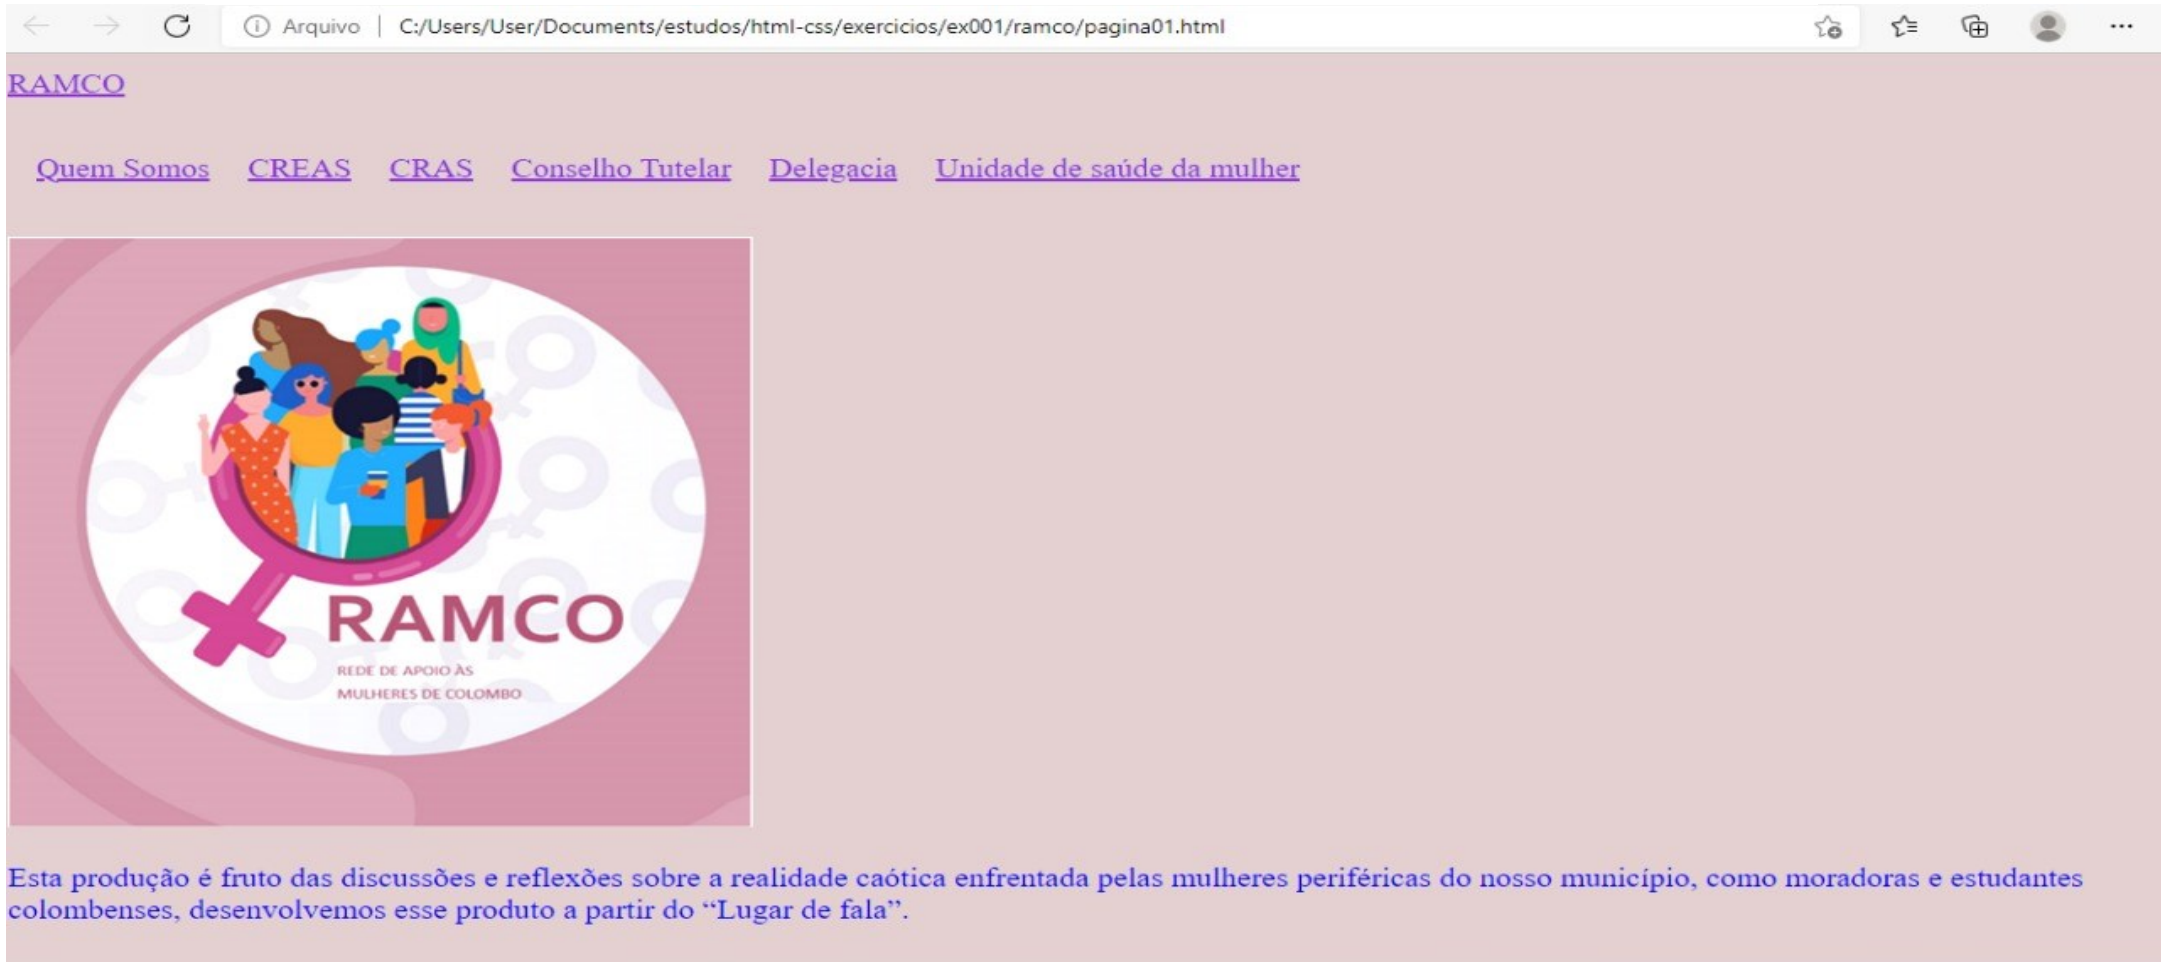 Arquivo | C:/Users/User/Documents/estudos/html-css/exercicios/ex001/ramco/pagina01.html
RAMCO
Quem Somos CREAS CRAS Conselho Tutelar Delegacia Unidade de saúde da mulher
RAMCO
REDE DE APOIO ÀS
MULHERES DE COLOMBO
Esta produção é fruto das discussões e reflexões sobre a realidade caótica enfrentada pelas mulheres periféricas do nosso município, como moradoras e estudantes
colombenses, desenvolvemos esse produto a partir do “Lugar de fala”.